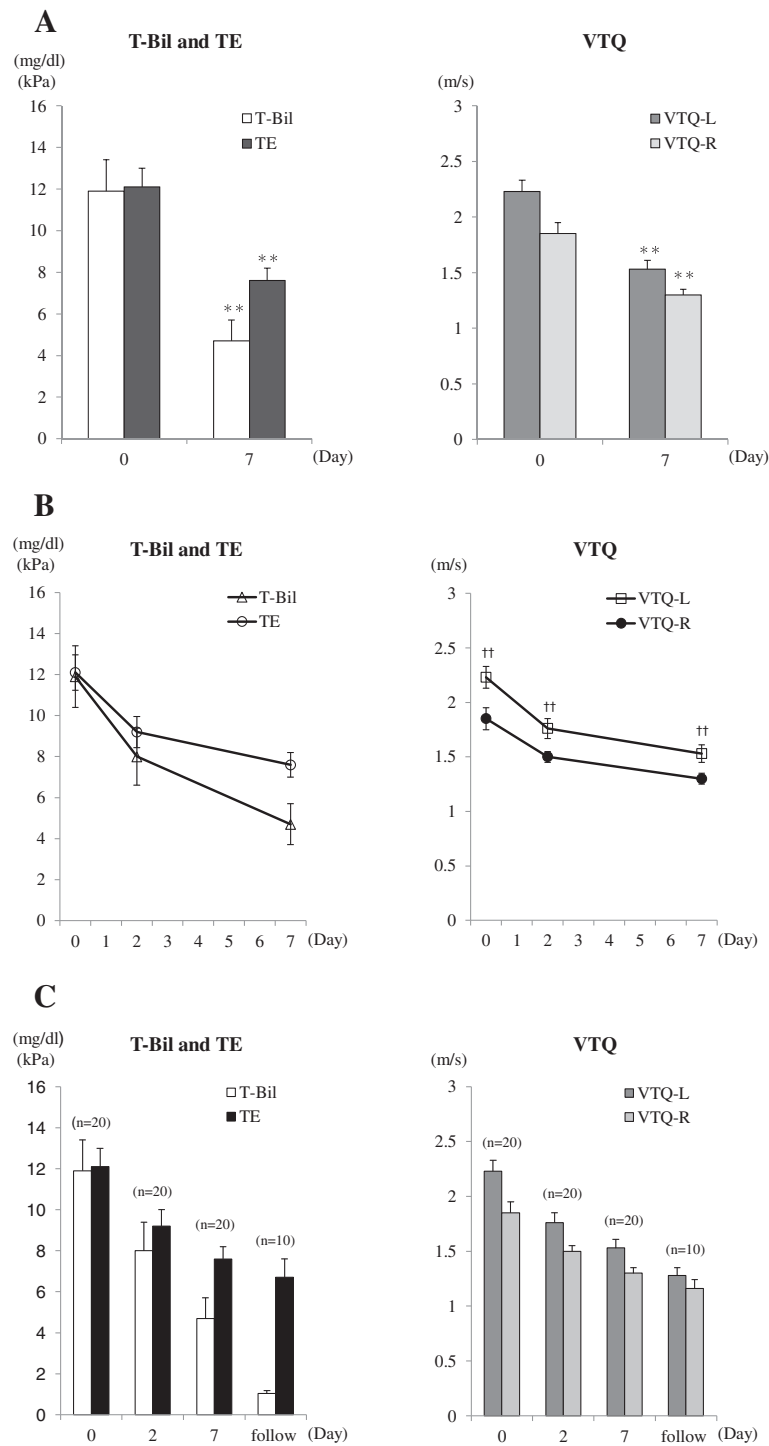 A
T-Bil and TE
(mg/dl)
(kPa)
16
14
12
10
8
6
4
2
0
T-Bil
TE
**
**
0
7
(Day)
VTQ
(m/s)
3
2.5
2
1.5
1
0.5
0
VTQ-L
VTQ-R
**
**
0
7
(Day)
B
T-Bil and TE
(mg/dl)
(kPa)
16
14
12
10
8
6
4
2
0
T-Bil
TE
0 1 2 3 4 5 6 7 (Day)
VTQ
(m/s)
3
2.5
2
1.5
1
0.5
0
VTQ-L
VTQ-R
††
††
††
0 1 2 3 4 5 6 7 (Day)
C
T-Bil and TE
(mg/dl)
(kPa)
16
14
12
10
8
6
4
2
0
T-Bil
TE
(n=20)
(n=20)
(n=20)
(n=10)
0 2 7 follow (Day)
VTQ
(m/s)
3
2.5
2
1.5
1
0.5
0
VTQ-L
VTQ-R
(n=20)
(n=20)
(n=20)
(n=10)
0 2 7 follow (Day)